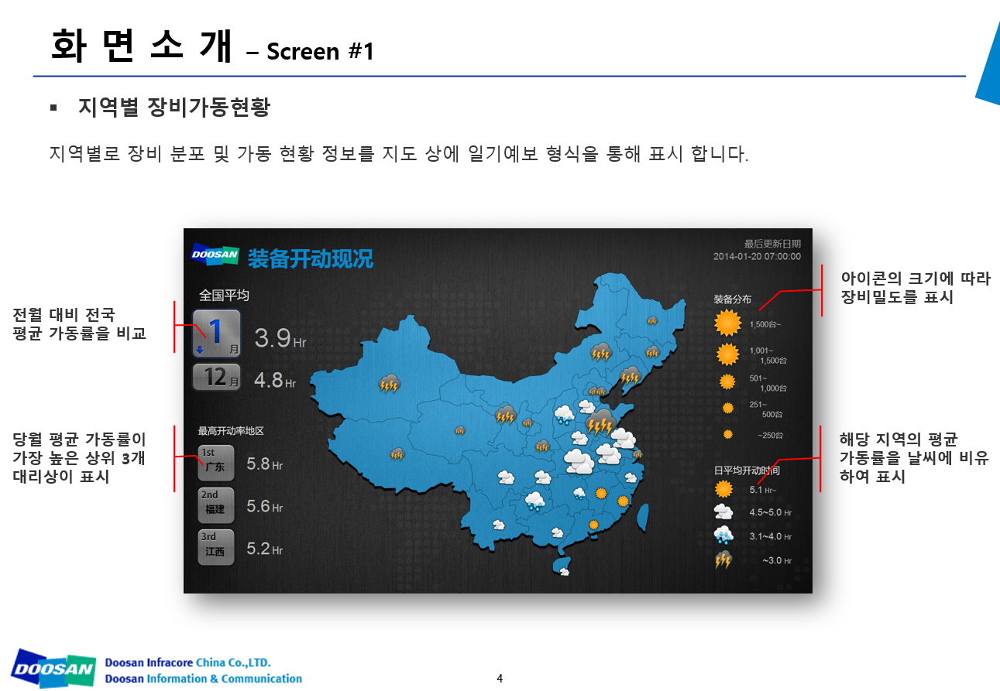 화 면 소 개 – Screen #1
▪ 지역별 장비가동현황
지역별로 장비 분포 및 가동 현황 정보를 지도 상에 일기예보 형식을 통해 표시 합니다.
DOOSAN 装备开动现况
最后更新日期
2014-01-20 07:00:00
全国平均
1月 3.9 Hr
12月 4.8 Hr
最高开动率地区
1st
广东 5.8 Hr
2nd
福建 5.6 Hr
3rd
江西 5.2 Hr
装备分布
1,500台~
1,001~
1,500台
501~
1,000台
251~
500台
~250台
日平均开动时间
5.1 Hr~
4.5~5.0 Hr
3.1~4.0 Hr
~3.0 Hr
전월 대비 전국
평균 가동률을 비교
당월 평균 가동률이
가장 높은 상위 3개
대리상이 표시
아이콘의 크기에 따라
장비밀도를 표시
해당 지역의 평균
가동률을 날씨에 비유
하여 표시
DOOSAN
Doosan Infracore China Co.,LTD.
Doosan Information & Communication
4